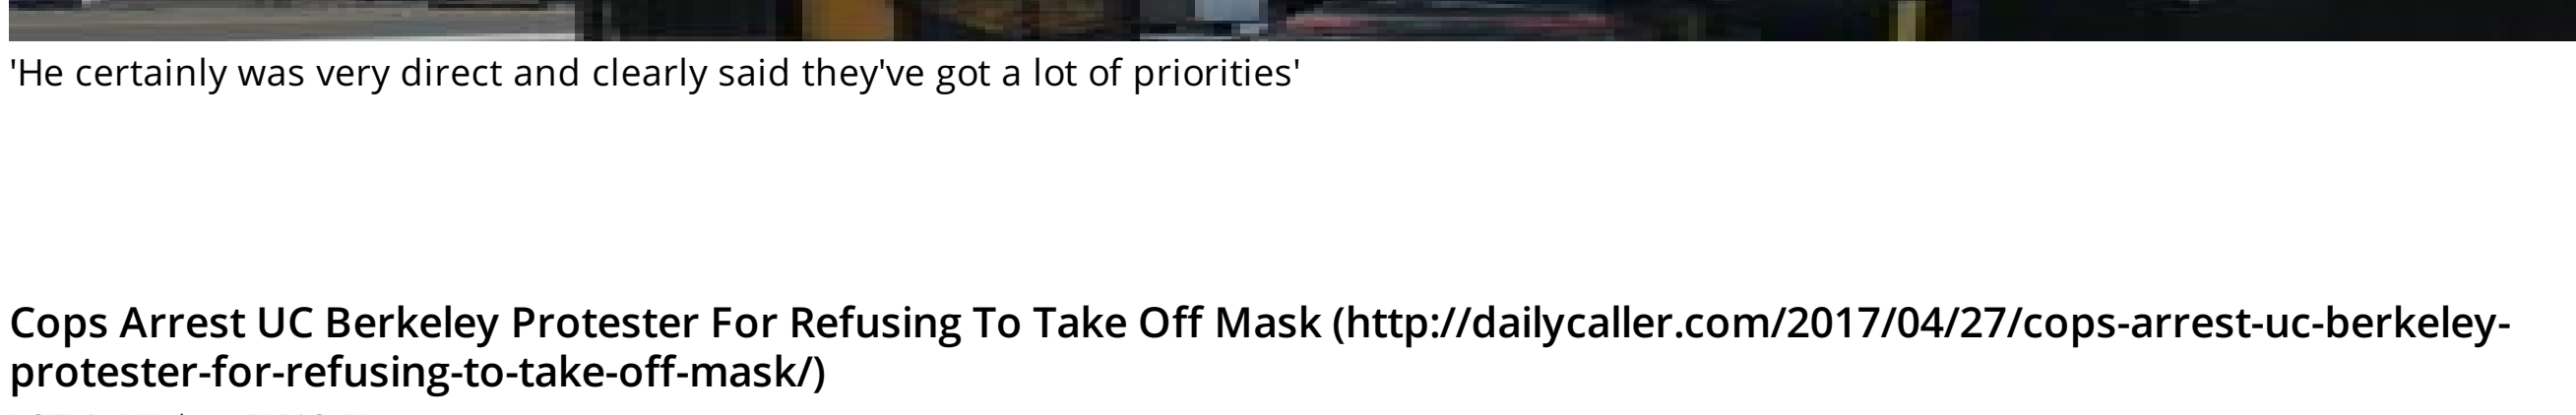 'He certainly was very direct and clearly said they've got a lot of priorities'
Cops Arrest UC Berkeley Protester For Refusing To Take Off Mask (http://dailycaller.com/2017/04/27/cops-arrest-uc-berkeley-
protester-for-refusing-to-take-off-mask/)